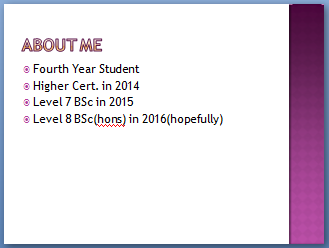 ABOUT ME
Fourth Year Student
Higher Cert. in 2014
Level 7 BSc in 2015
Level 8 BSc(hons) in 2016(hopefully)